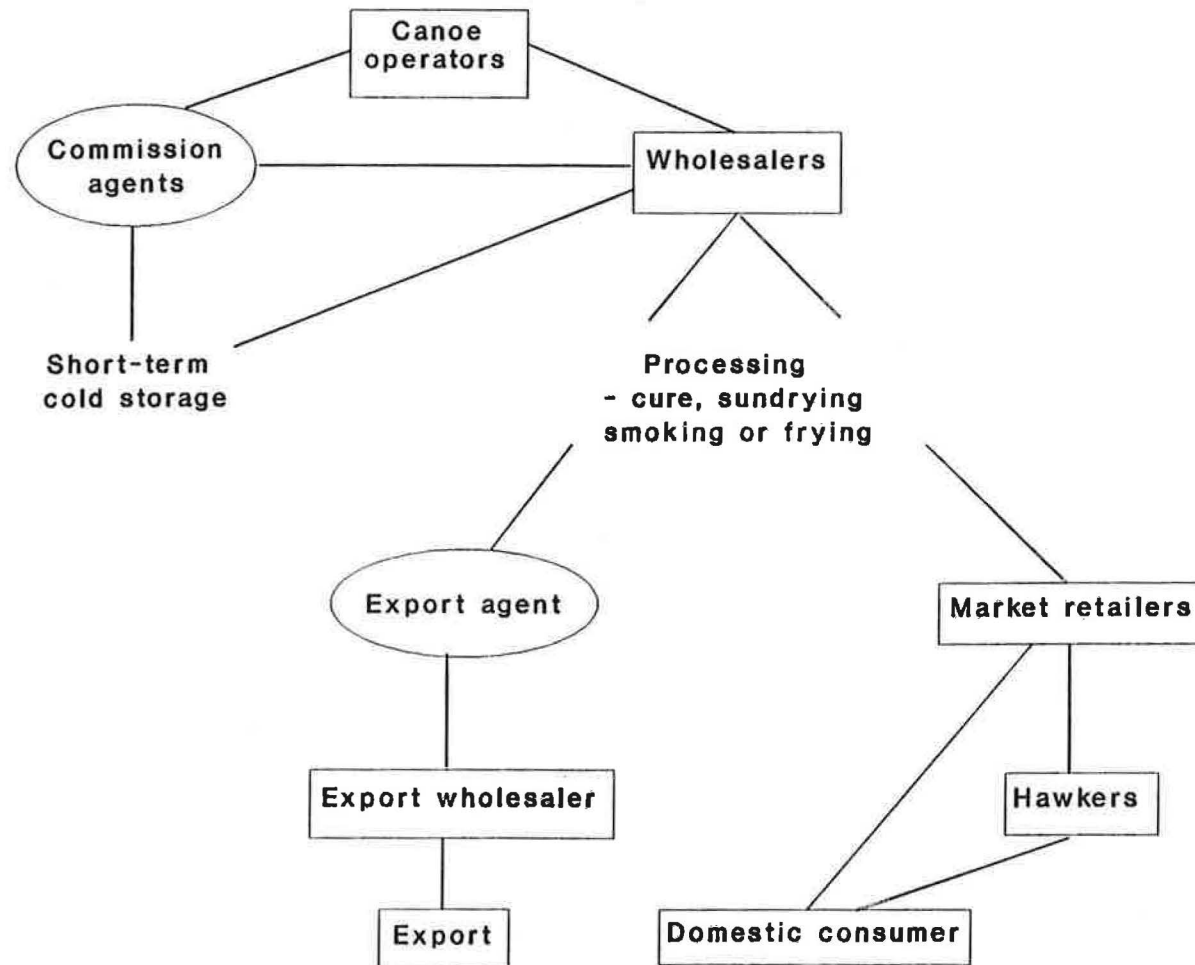 Canoe
operators
Commission
agents
Wholesalers
Short-term
cold storage
Processing
- cure, sundrying
smoking or frying
Export agent
Market retailers
Export wholesaler
Hawkers
Export
Domestic consumer